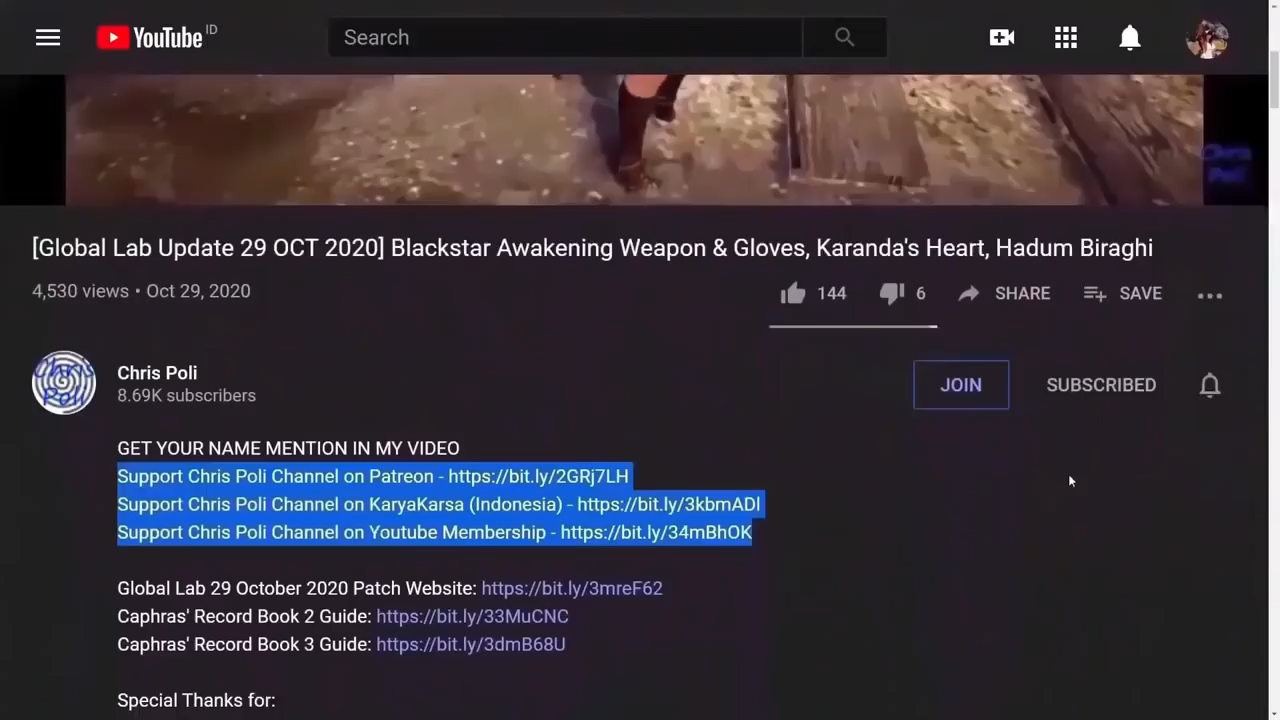 YouTube ID
Search
Chris
Poli
[Global Lab Update 29 OCT 2020] Blackstar Awakening Weapon & Gloves, Karanda's Heart, Hadum Biraghi
4,530 views • Oct 29, 2020
144
6
SHARE
SAVE
Chris
Poli
Chris Poli
8.69K subscribers
JOIN
SUBSCRIBED
GET YOUR NAME MENTION IN MY VIDEO
Support Chris Poli Channel on Patreon - https://bit.ly/2GRj7LH
Support Chris Poli Channel on KaryaKarsa (Indonesia) - https://bit.ly/3kbmADl
Support Chris Poli Channel on Youtube Membership - https://bit.ly/34mBhOK
Global Lab 29 October 2020 Patch Website: https://bit.ly/3mreF62
Caphras' Record Book 2 Guide: https://bit.ly/33MuCNC
Caphras' Record Book 3 Guide: https://bit.ly/3dmB68U
Special Thanks for: